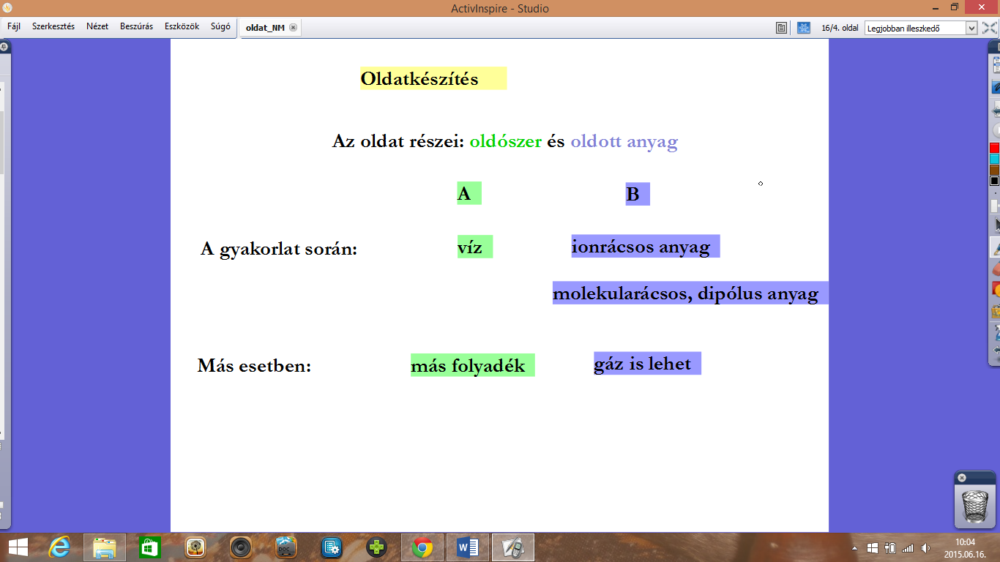 ActivInspire - Studio
Fájl Szerkesztés Nézet Beszúrás Eszközök Súgó oldat_NM 16/4. oldal Legjobban illeszkedő
Oldatkészítés
Az oldat részei: oldószer és oldott anyag
A B
A gyakorlat során: víz ionrácsos anyag
molekularácsos, dipólus anyag
Más esetben: más folyadék gáz is lehet
DOC
10:04
2015.06.16.